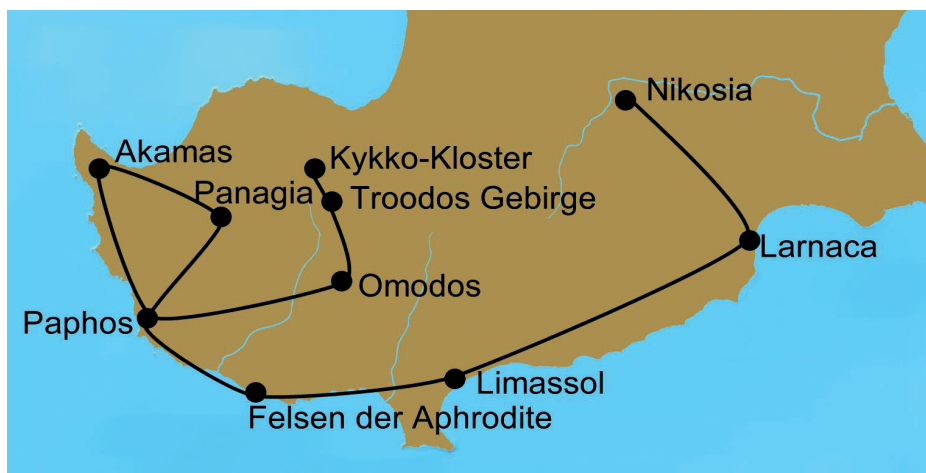 Nikosia
Akamas
Kykko-Kloster
Panagia
Troodos Gebirge
Larnaca
Omodos
Paphos
Limassol
Felsen der Aphrodite